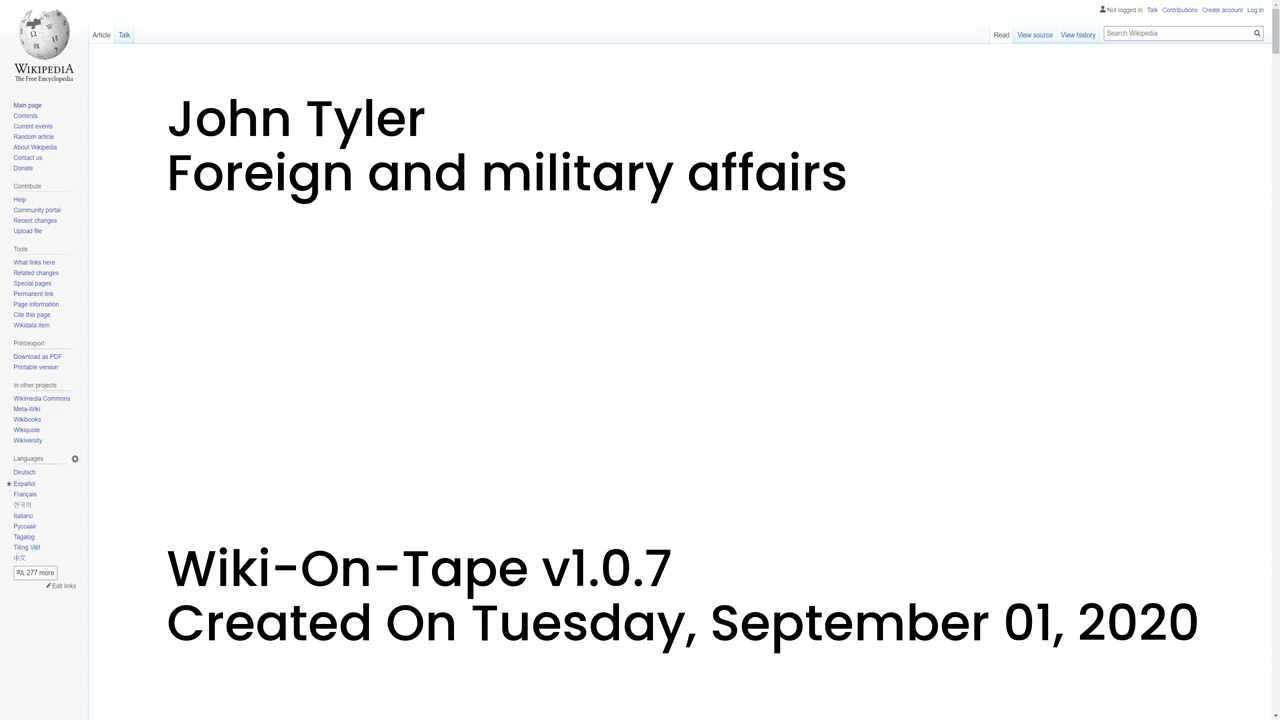 Not logged in Talk Contributions Create account Log in
Article Talk Read View source View history Search Wikipedia
WIKIPEDIA
The Free Encyclopedia
Main page
Contents
Current events
Random article
About Wikipedia
Contact us
Donate
Contribute
Help
Community portal
Recent changes
Upload file
Tools
What links here
Related changes
Special pages
Permanent link
Page information
Cite this page
Wikidata item
Print/export
Download as PDF
Printable version
In other projects
Wikimedia Commons
Meta-Wiki
Wikibooks
Wikiquote
Wikiversity
Languages
Deutsch
Español
Français
한국어
Italiano
Русский
Tagalog
Tiếng Việt
中文
277 more
Edit links
John Tyler
Foreign and military affairs
Wiki-On-Tape v1.0.7
Created On Tuesday, September 01, 2020